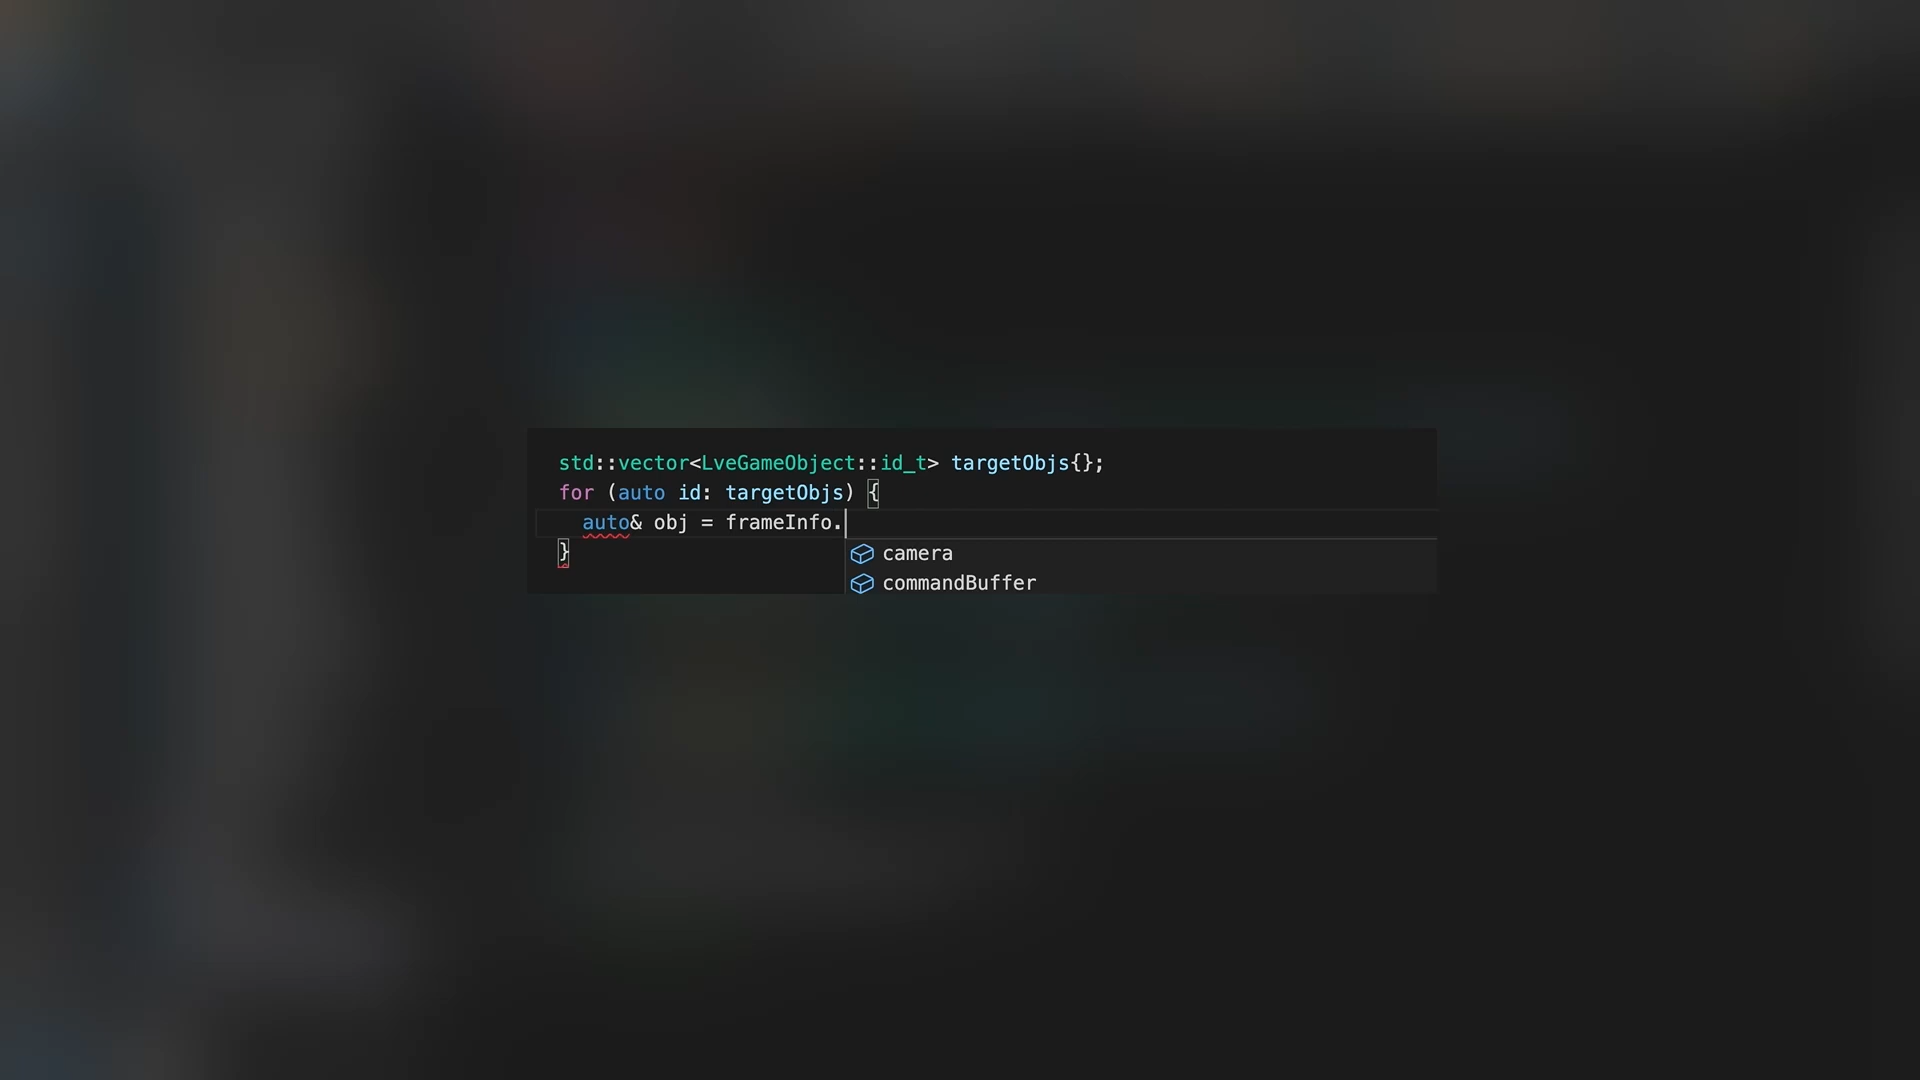 std::vector<LveGameObject::id_t> targetObjs{};
for (auto id: targetObjs) {
auto& obj = frameInfo.
}
camera
commandBuffer